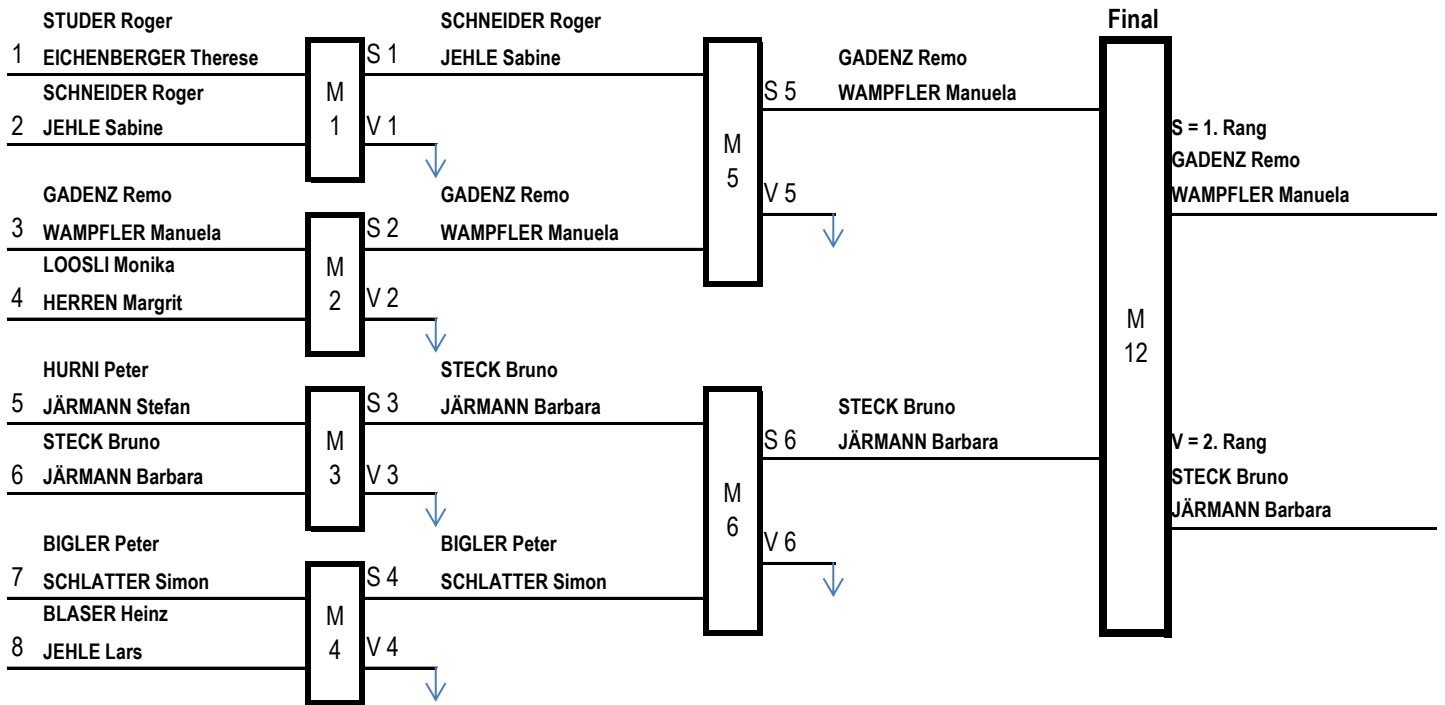 STUDER Roger
1 EICHENBERGER Therese
SCHNEIDER Roger
2 JEHLE Sabine
M
1
S 1
V 1
GADENZ Remo
3 WAMPFLER Manuela
LOOSLI Monika
4 HERREN Margrit
M
2
S 2
V 2
HURNI Peter
5 JÄRMANN Stefan
STECK Bruno
6 JÄRMANN Barbara
M
3
S 3
V 3
BIGLER Peter
7 SCHLATTER Simon
BLASER Heinz
8 JEHLE Lars
M
4
S 4
V 4
SCHNEIDER Roger
JEHLE Sabine
GADENZ Remo
WAMPFLER Manuela
M
5
S 5
V 5
STECK Bruno
JÄRMANN Barbara
BIGLER Peter
SCHLATTER Simon
M
6
S 6
V 6
GADENZ Remo
WAMPFLER Manuela
STECK Bruno
JÄRMANN Barbara
Final
M
12
S = 1. Rang
GADENZ Remo
WAMPFLER Manuela
V = 2. Rang
STECK Bruno
JÄRMANN Barbara